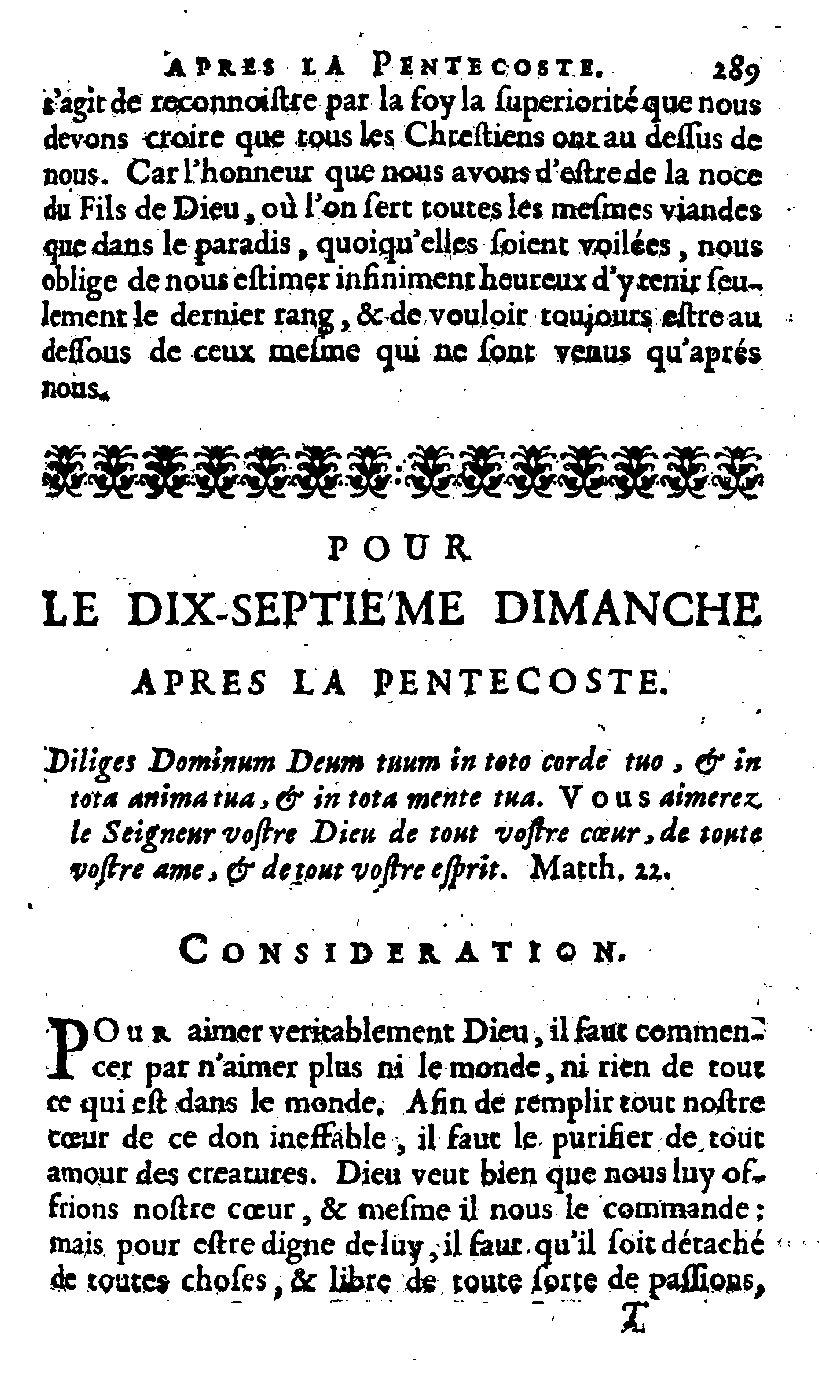 APRES LA PENTECOSTE. 289
s'agit de reconnoiſtre par la foy la ſuperiorité que nous
devons croire que tous les Chreſtiens ont au deſſus de
nous. Car l'honneur que nous avons d'eſtre de la noce
du Fils de Dieu, où l'on ſert toutes les meſmes viandes
que dans le paradis, quoiqu'elles ſoient voilées, nous
oblige de nous eſtimer infiniment heureux d'y tenir ſeu-
lement le dernier rang, & de vouloir toujours eſtre au
deſſous de ceux meſme qui ne ſont venus qu'aprés
nous.
POUR
LE DIX-SEPTIE'ME DIMANCHE
APRES LA PENTECOSTE.
Diliges Dominum Deum tuum in toto corde tuo, & in
tota anima tua, & in tota mente tua. Vous aimerez
le Seigneur voſtre Dieu de tout voſtre cœur, de toute
voſtre ame, & de tout voſtre eſprit. Matth. 22.
CONSIDERATION.
POUR aimer veritablement Dieu, il faut commen-
cer par n'aimer plus ni le monde, ni rien de tout
ce qui eſt dans le monde. Afin de remplir tout noſtre
cœur de ce don ineffable, il faut le purifier de tout
amour des creatures. Dieu veut bien que nous luy of-
frions noſtre cœur, & meſme il nous le commande;
mais pour eſtre digne de luy, il faut qu'il ſoit détaché
de toutes choſes, & libre de toute ſorte de paſſions,
T